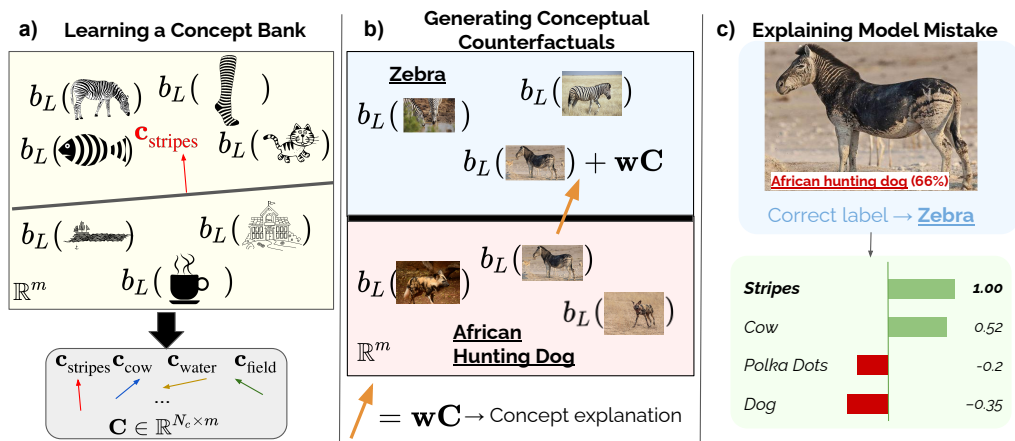 a) Learning a Concept Bank
b_L( ) b_L( )
b_L( ) c_stripes b_L( )
b_L( ) b_L( )
b_L( )
ℝ^m
c_stripes c_cow c_water c_field
...
C ∈ ℝ^{N_c×m}
b) Generating Conceptual
Counterfactuals
Zebra
b_L( ) b_L( )
b_L( ) + wC
b_L( ) b_L( )
b_L( )
African
Hunting Dog
ℝ^m
= wC → Concept explanation
c) Explaining Model Mistake
African hunting dog (66%)
Correct label → Zebra
Stripes 1.00
Cow 0.52
Polka Dots -0.2
Dog −0.35